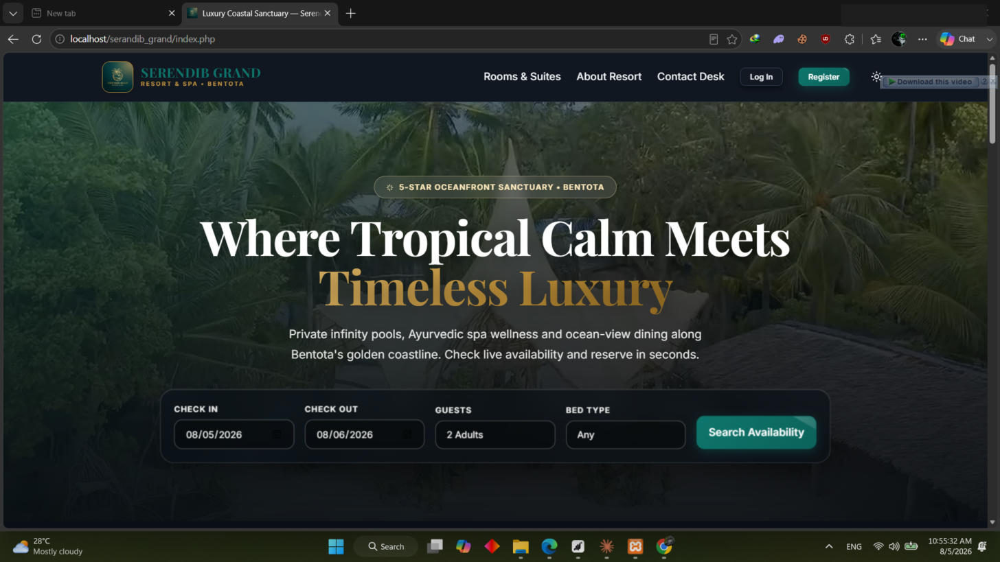 New tab
Luxury Coastal Sanctuary — Seren
localhost/serandib_grand/index.php
Chat
SERENDIB GRAND
RESORT & SPA • BENTOTA
Rooms & Suites
About Resort
Contact Desk
Log In
Register
Download this video
?
X
5-STAR OCEANFRONT SANCTUARY • BENTOTA
Where Tropical Calm Meets
Timeless Luxury
Private infinity pools, Ayurvedic spa wellness and ocean-view dining along
Bentota's golden coastline. Check live availability and reserve in seconds.
CHECK IN
08/05/2026
CHECK OUT
08/06/2026
GUESTS
2 Adults
BED TYPE
Any
Search Availability
28°C
Mostly cloudy
Search
ENG
10:55:32 AM
8/5/2026